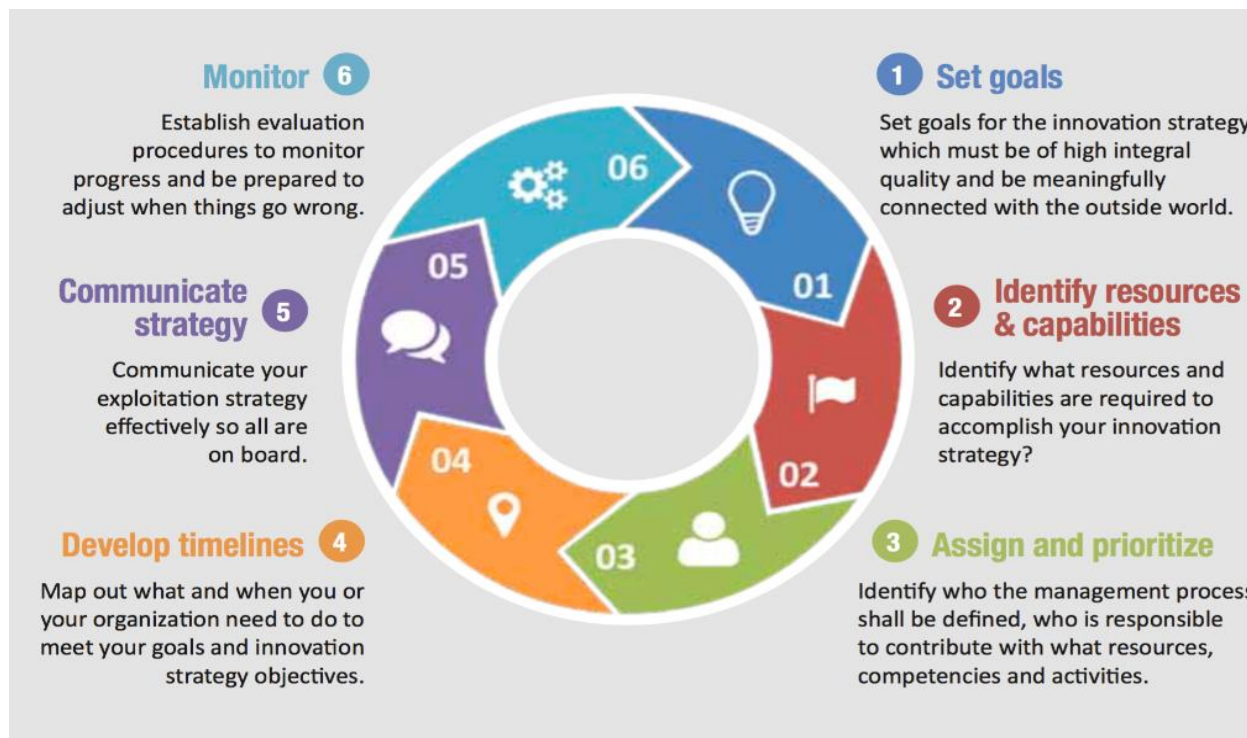 1 Set goals
Set goals for the innovation strategy
which must be of high integral
quality and be meaningfully
connected with the outside world.
2 Identify resources
& capabilities
Identify what resources and
capabilities are required to
accomplish your innovation
strategy?
3 Assign and prioritize
Identify who the management process
shall be defined, who is responsible
to contribute with what resources,
competencies and activities.
Develop timelines 4
Map out what and when you or
your organization need to do to
meet your goals and innovation
strategy objectives.
Communicate
strategy 5
Communicate your
exploitation strategy
effectively so all are
on board.
Monitor 6
Establish evaluation
procedures to monitor
progress and be prepared to
adjust when things go wrong.
01
02
03
04
05
06